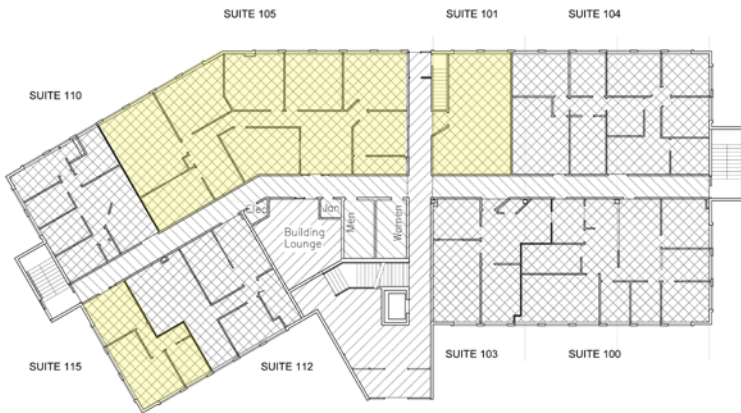 SUITE 105
SUITE 101
SUITE 104
SUITE 110
Elec
Jan
Men
Women
Building
Lounge
SUITE 115
SUITE 112
SUITE 103
SUITE 100